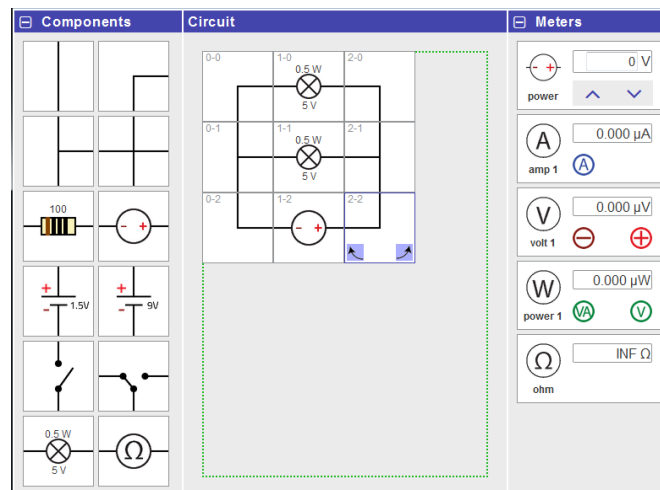 Components
100
- +
+
-
1.5V
+
-
9V
0.5 W
5 V
Ω
Circuit
0-0
1-0
2-0
0.5 W
5 V
0-1
1-1
2-1
0.5 W
5 V
0-2
1-2
2-2
- +
Meters
- +
0 V
power
A
0.000 µA
amp 1
A
V
0.000 µV
volt 1
W
0.000 µW
power 1
VA
V
Ω
INF Ω
ohm